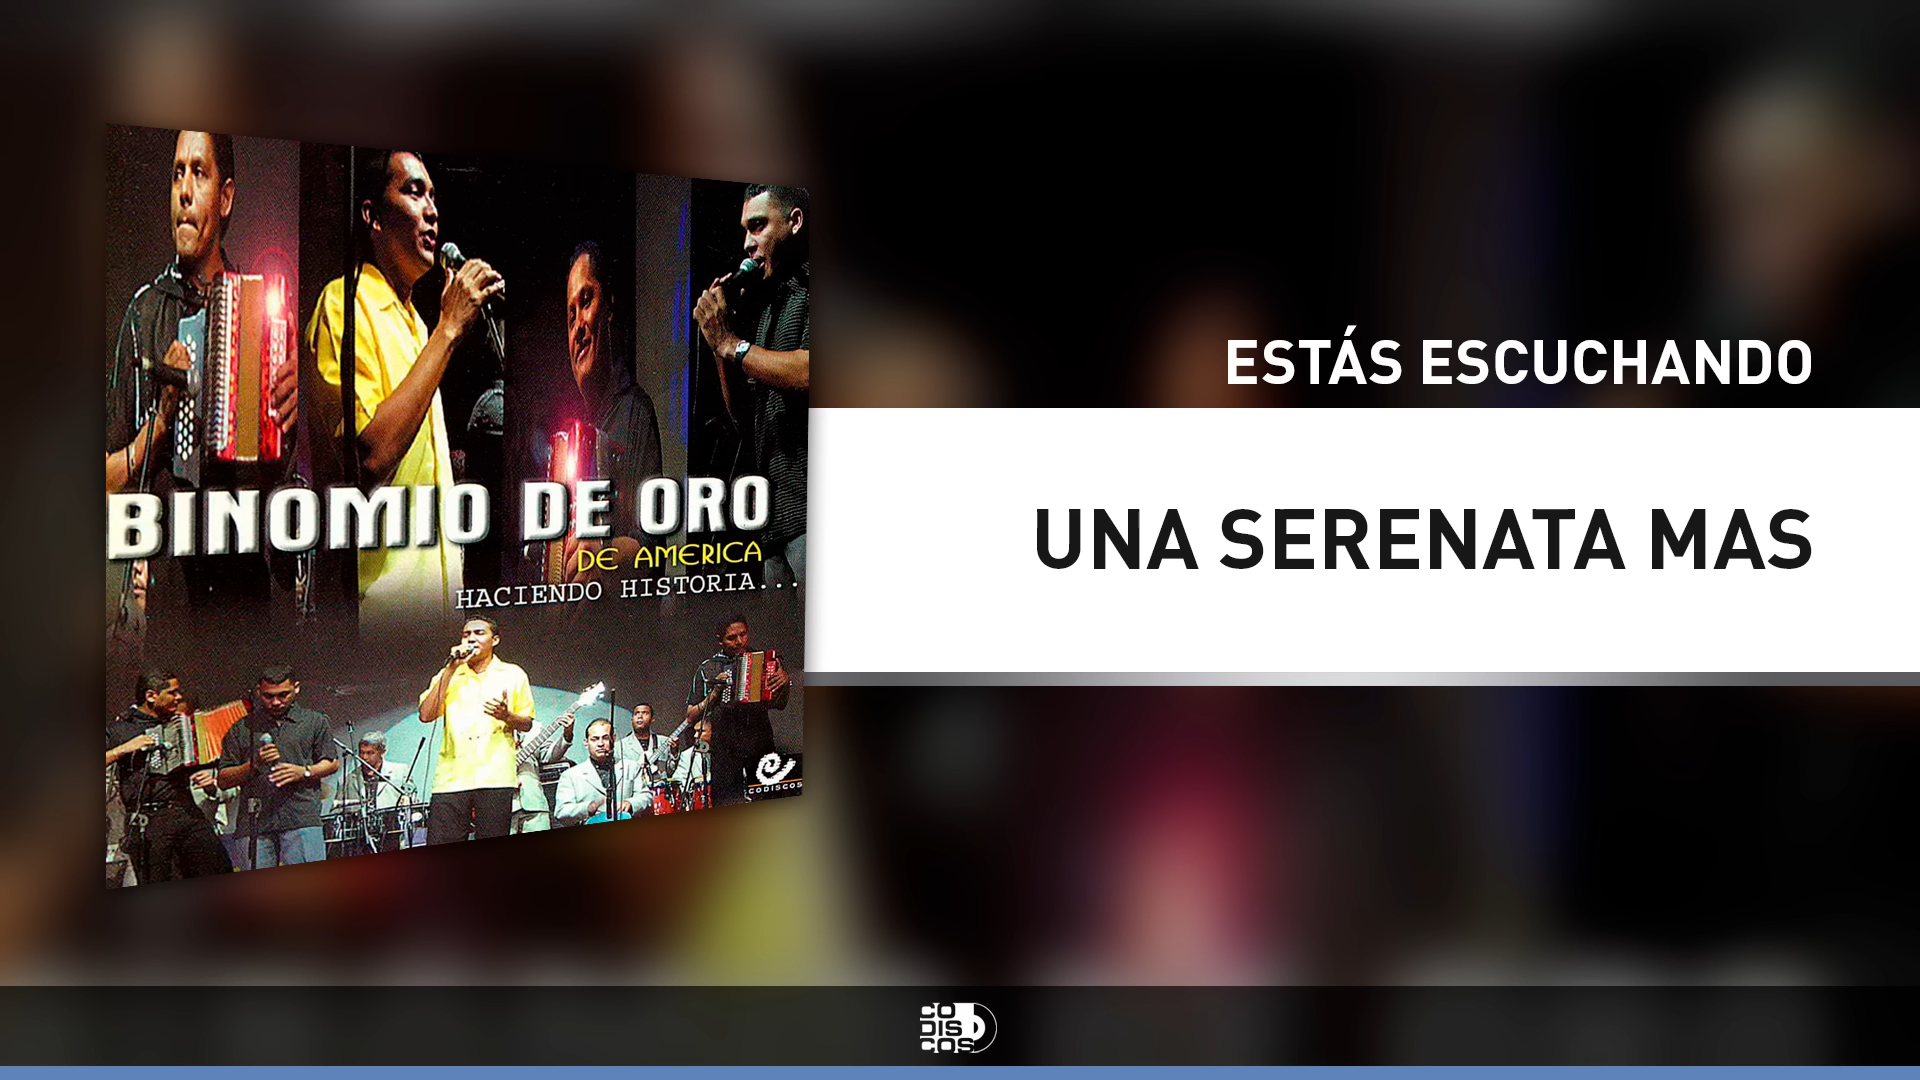 BINOMIO DE ORO
DE AMERICA
HACIENDO HISTORIA...
CODISCOS
ESTÁS ESCUCHANDO
UNA SERENATA MAS
CO
DIS
COS